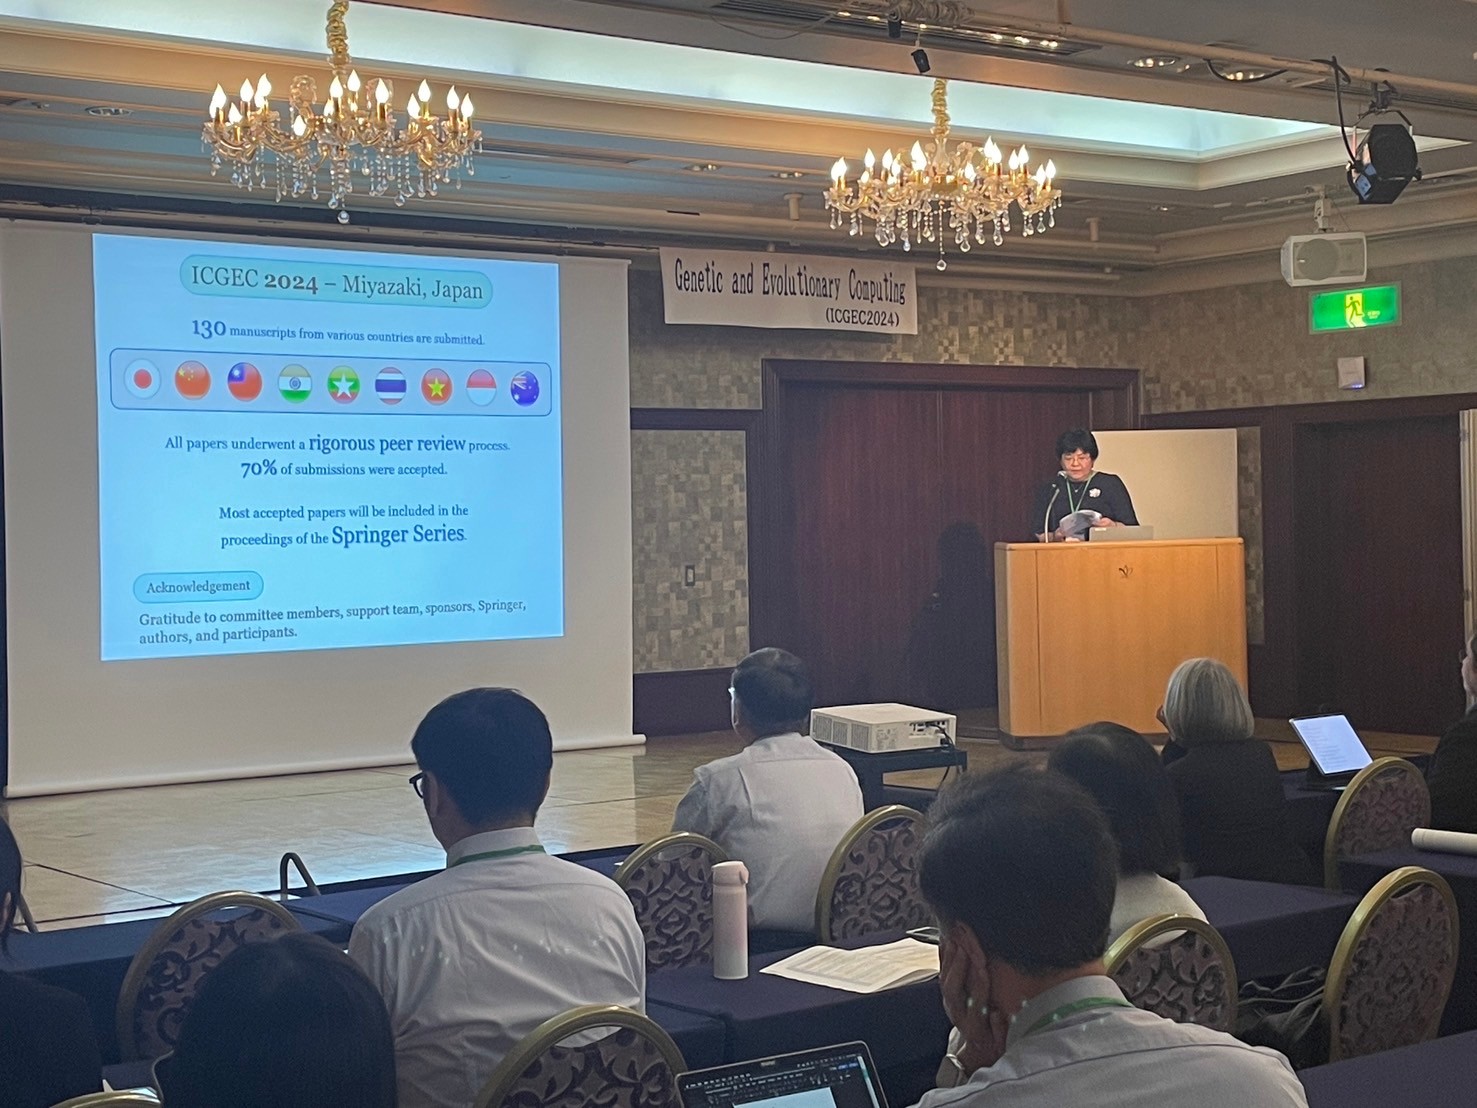 ICGEC 2024 – Miyazaki, Japan
130 manuscripts from various countries are submitted.
All papers underwent a rigorous peer review process.
70% of submissions were accepted.
Most accepted papers will be included in the
proceedings of the Springer Series.
Acknowledgement
Gratitude to committee members, support team, sponsors, Springer,
authors, and participants.
Genetic and Evolutionary Computing
(ICGEC2024)